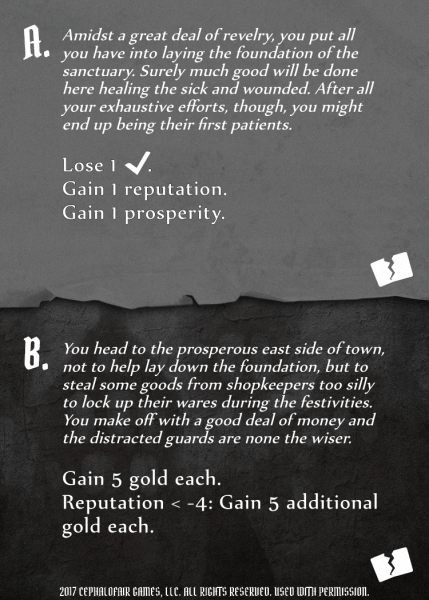 A.
Amidst a great deal of revelry, you put all
you have into laying the foundation of the
sanctuary. Surely much good will be done
here healing the sick and wounded. After all
your exhaustive efforts, though, you might
end up being their first patients.
Lose 1 ✓.
Gain 1 reputation.
Gain 1 prosperity.
B.
You head to the prosperous east side of town,
not to help lay down the foundation, but to
steal some goods from shopkeepers too silly
to lock up their wares during the festivities.
You make off with a good deal of money and
the distracted guards are none the wiser.
Gain 5 gold each.
Reputation < -4: Gain 5 additional
gold each.
2017 CEPHALOFAIR GAMES, LLC. ALL RIGHTS RESERVED. USED WITH PERMISSION.